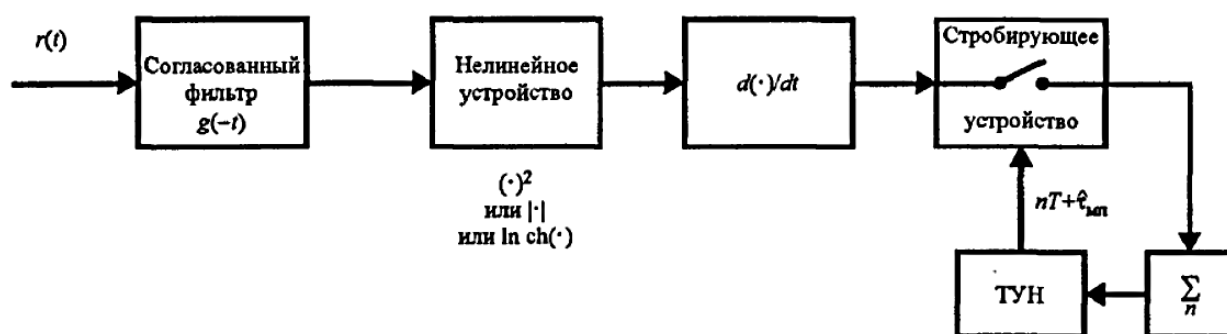 r(t)
Согласованный
фильтр
g(−t)
Нелинейное
устройство
(·)²
или |·|
или ln ch(·)
d(·)/dt
Стробирующее
устройство
nT+τ̂мп
ТУН
∑
n